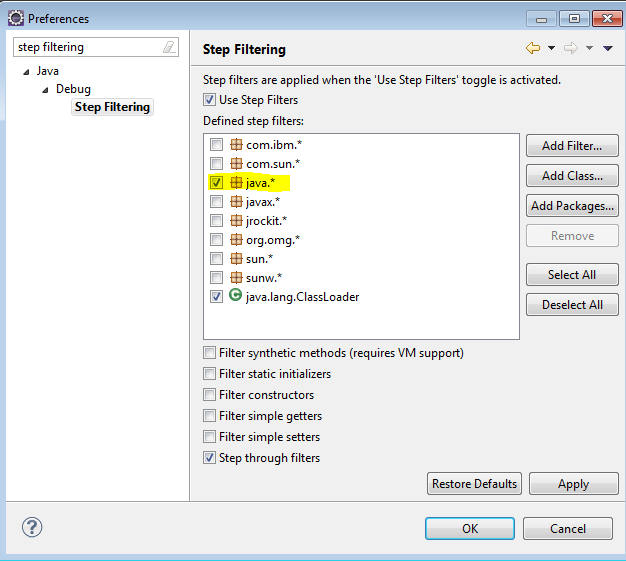 Preferences
step filtering
Java
Debug
Step Filtering
Step Filtering
Step filters are applied when the 'Use Step Filters' toggle is activated.
Use Step Filters
Defined step filters:
com.ibm.*
com.sun.*
java.*
javax.*
jrockit.*
org.omg.*
sun.*
sunw.*
java.lang.ClassLoader
Add Filter...
Add Class...
Add Packages...
Remove
Select All
Deselect All
Filter synthetic methods (requires VM support)
Filter static initializers
Filter constructors
Filter simple getters
Filter simple setters
Step through filters
Restore Defaults
Apply
OK
Cancel